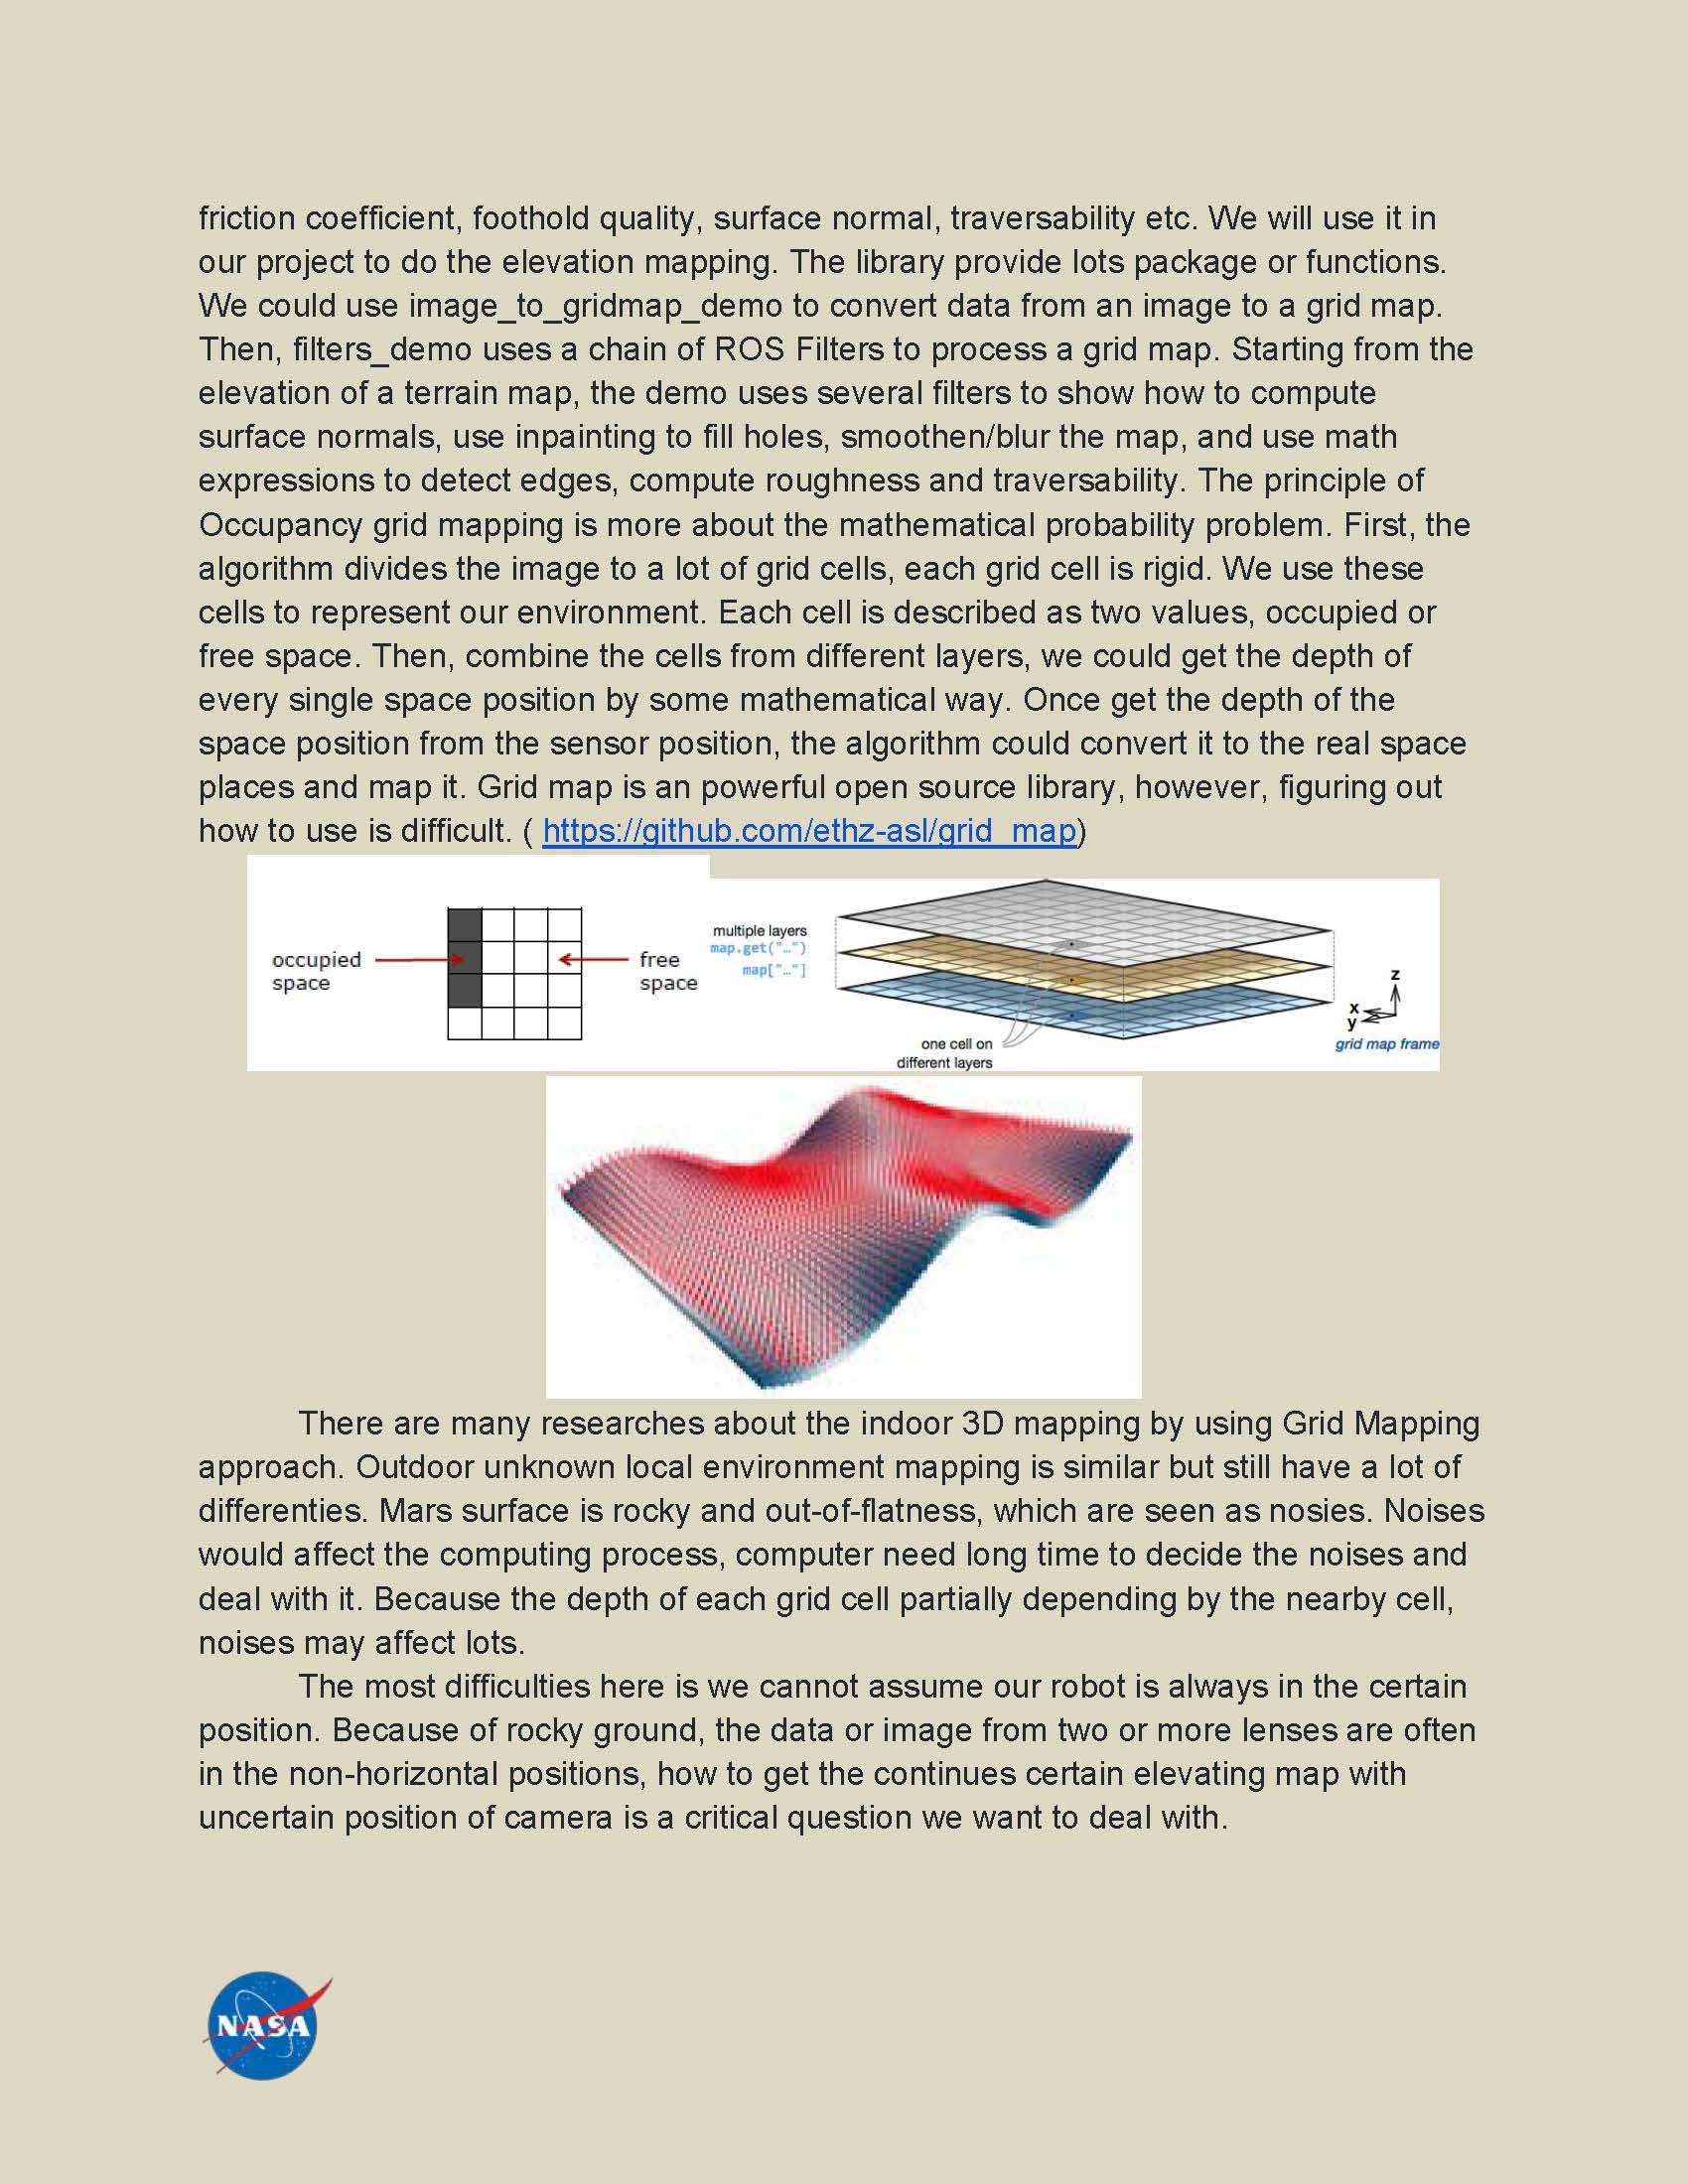 friction coefficient, foothold quality, surface normal, traversability etc. We will use it in
our project to do the elevation mapping. The library provide lots package or functions.
We could use image_to_gridmap_demo to convert data from an image to a grid map.
Then, filters_demo uses a chain of ROS Filters to process a grid map. Starting from the
elevation of a terrain map, the demo uses several filters to show how to compute
surface normals, use inpainting to fill holes, smoothen/blur the map, and use math
expressions to detect edges, compute roughness and traversability. The principle of
Occupancy grid mapping is more about the mathematical probability problem. First, the
algorithm divides the image to a lot of grid cells, each grid cell is rigid. We use these
cells to represent our environment. Each cell is described as two values, occupied or
free space. Then, combine the cells from different layers, we could get the depth of
every single space position by some mathematical way. Once get the depth of the
space position from the sensor position, the algorithm could convert it to the real space
places and map it. Grid map is an powerful open source library, however, figuring out
how to use is difficult. ( https://github.com/ethz-asl/grid_map)
occupied
space
free
space
multiple layers
map.get("…")
map["…"]
one cell on
different layers
z
x
y
grid map frame
There are many researches about the indoor 3D mapping by using Grid Mapping
approach. Outdoor unknown local environment mapping is similar but still have a lot of
differenties. Mars surface is rocky and out-of-flatness, which are seen as nosies. Noises
would affect the computing process, computer need long time to decide the noises and
deal with it. Because the depth of each grid cell partially depending by the nearby cell,
noises may affect lots.
The most difficulties here is we cannot assume our robot is always in the certain
position. Because of rocky ground, the data or image from two or more lenses are often
in the non-horizontal positions, how to get the continues certain elevating map with
uncertain position of camera is a critical question we want to deal with.
NASA